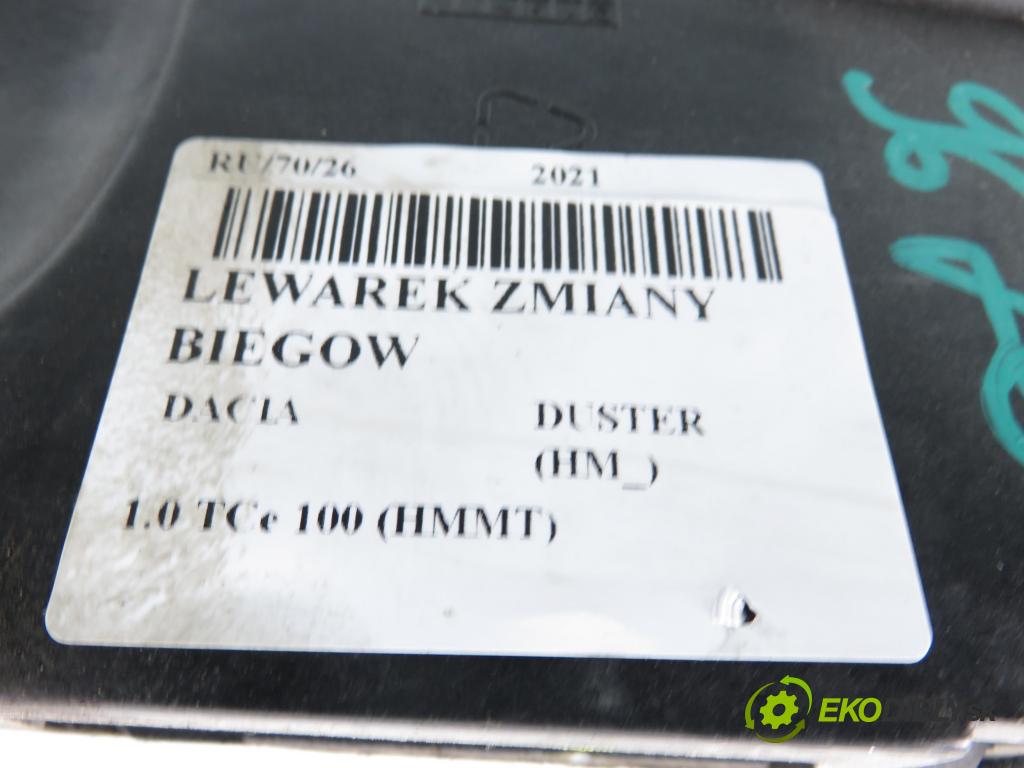 RU/70/26 2021
LEWAREK ZMIANY
BIEGOW
DACIA DUSTER
(HM_)
1.0 TCe 100 (HMMT)
EKO